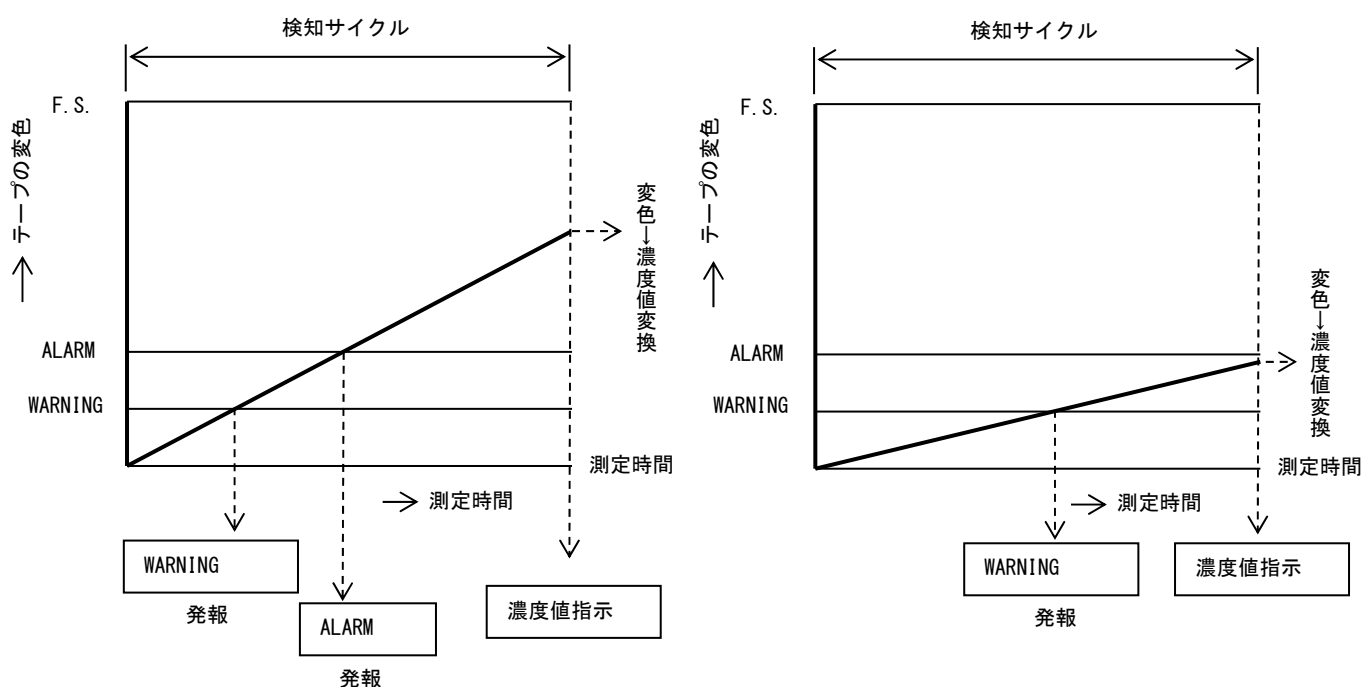 検知サイクル
F.S.
→ テープの変色
変色→濃度値変換
ALARM
WARNING
測定時間
→ 測定時間
WARNING
発報
ALARM
発報
濃度値指示
検知サイクル
F.S.
→ テープの変色
変色→濃度値変換
ALARM
WARNING
測定時間
→ 測定時間
WARNING
発報
濃度値指示